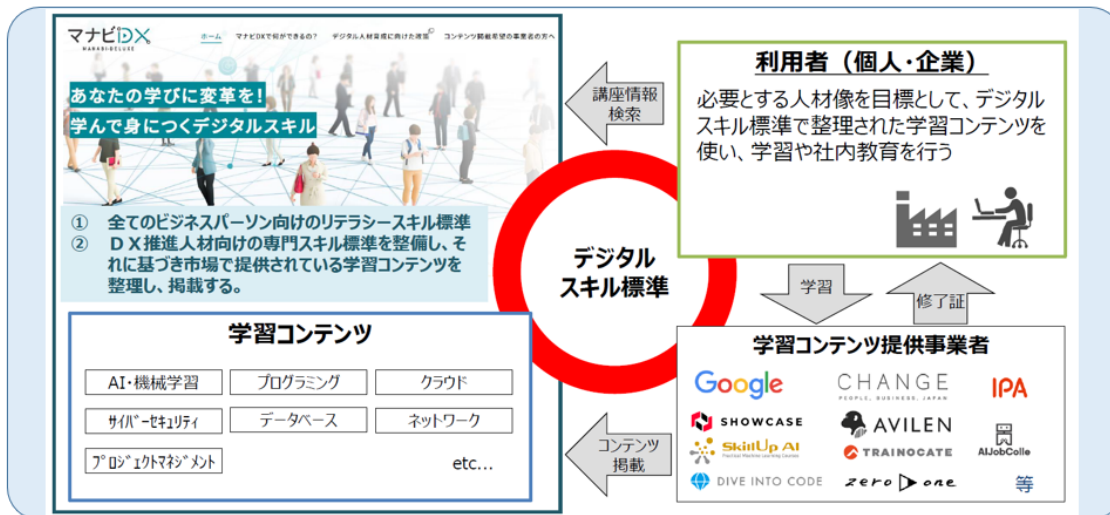 マナビDX
MANABI-DELUXE
ホーム マナビDXで何ができるの? デジタル人材育成に向けた政策 コンテンツ掲載希望の事業者の方へ
あなたの学びに変革を!
学んで身につくデジタルスキル
① 全てのビジネスパーソン向けのリテラシースキル標準
② DX推進人材向けの専門スキル標準を整備し、そ
れに基づき市場で提供されている学習コンテンツを
整理し、掲載する。
学習コンテンツ
AI・機械学習 プログラミング クラウド
サイバーセキュリティ データベース ネットワーク
プロジェクトマネジメント etc…
講座情報
検索
デジタル
スキル標準
コンテンツ
掲載
利用者(個人・企業)
必要とする人材像を目標として、デジタル
スキル標準で整理された学習コンテンツを
使い、学習や社内教育を行う
学習
修了証
学習コンテンツ提供事業者
Google CHANGE IPA
PEOPLE, BUSINESS, JAPAN
SHOWCASE AVILEN
SkillUp AI TRAINOCATE AIJobColle
Practical Machine Learning Courses
DIVE INTO CODE zero one 等